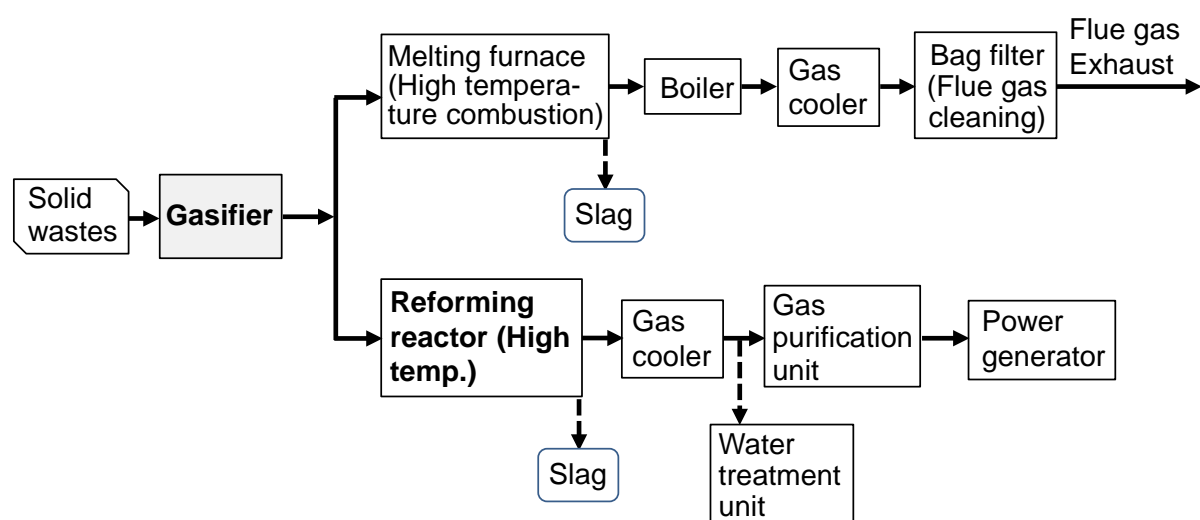 Melting furnace
(High tempera-
ture combustion)
Boiler
Gas
cooler
Bag filter
(Flue gas
cleaning)
Flue gas
Exhaust
Solid
wastes
Gasifier
Slag
Reforming
reactor (High
temp.)
Gas
cooler
Gas
purification
unit
Power
generator
Slag
Water
treatment
unit